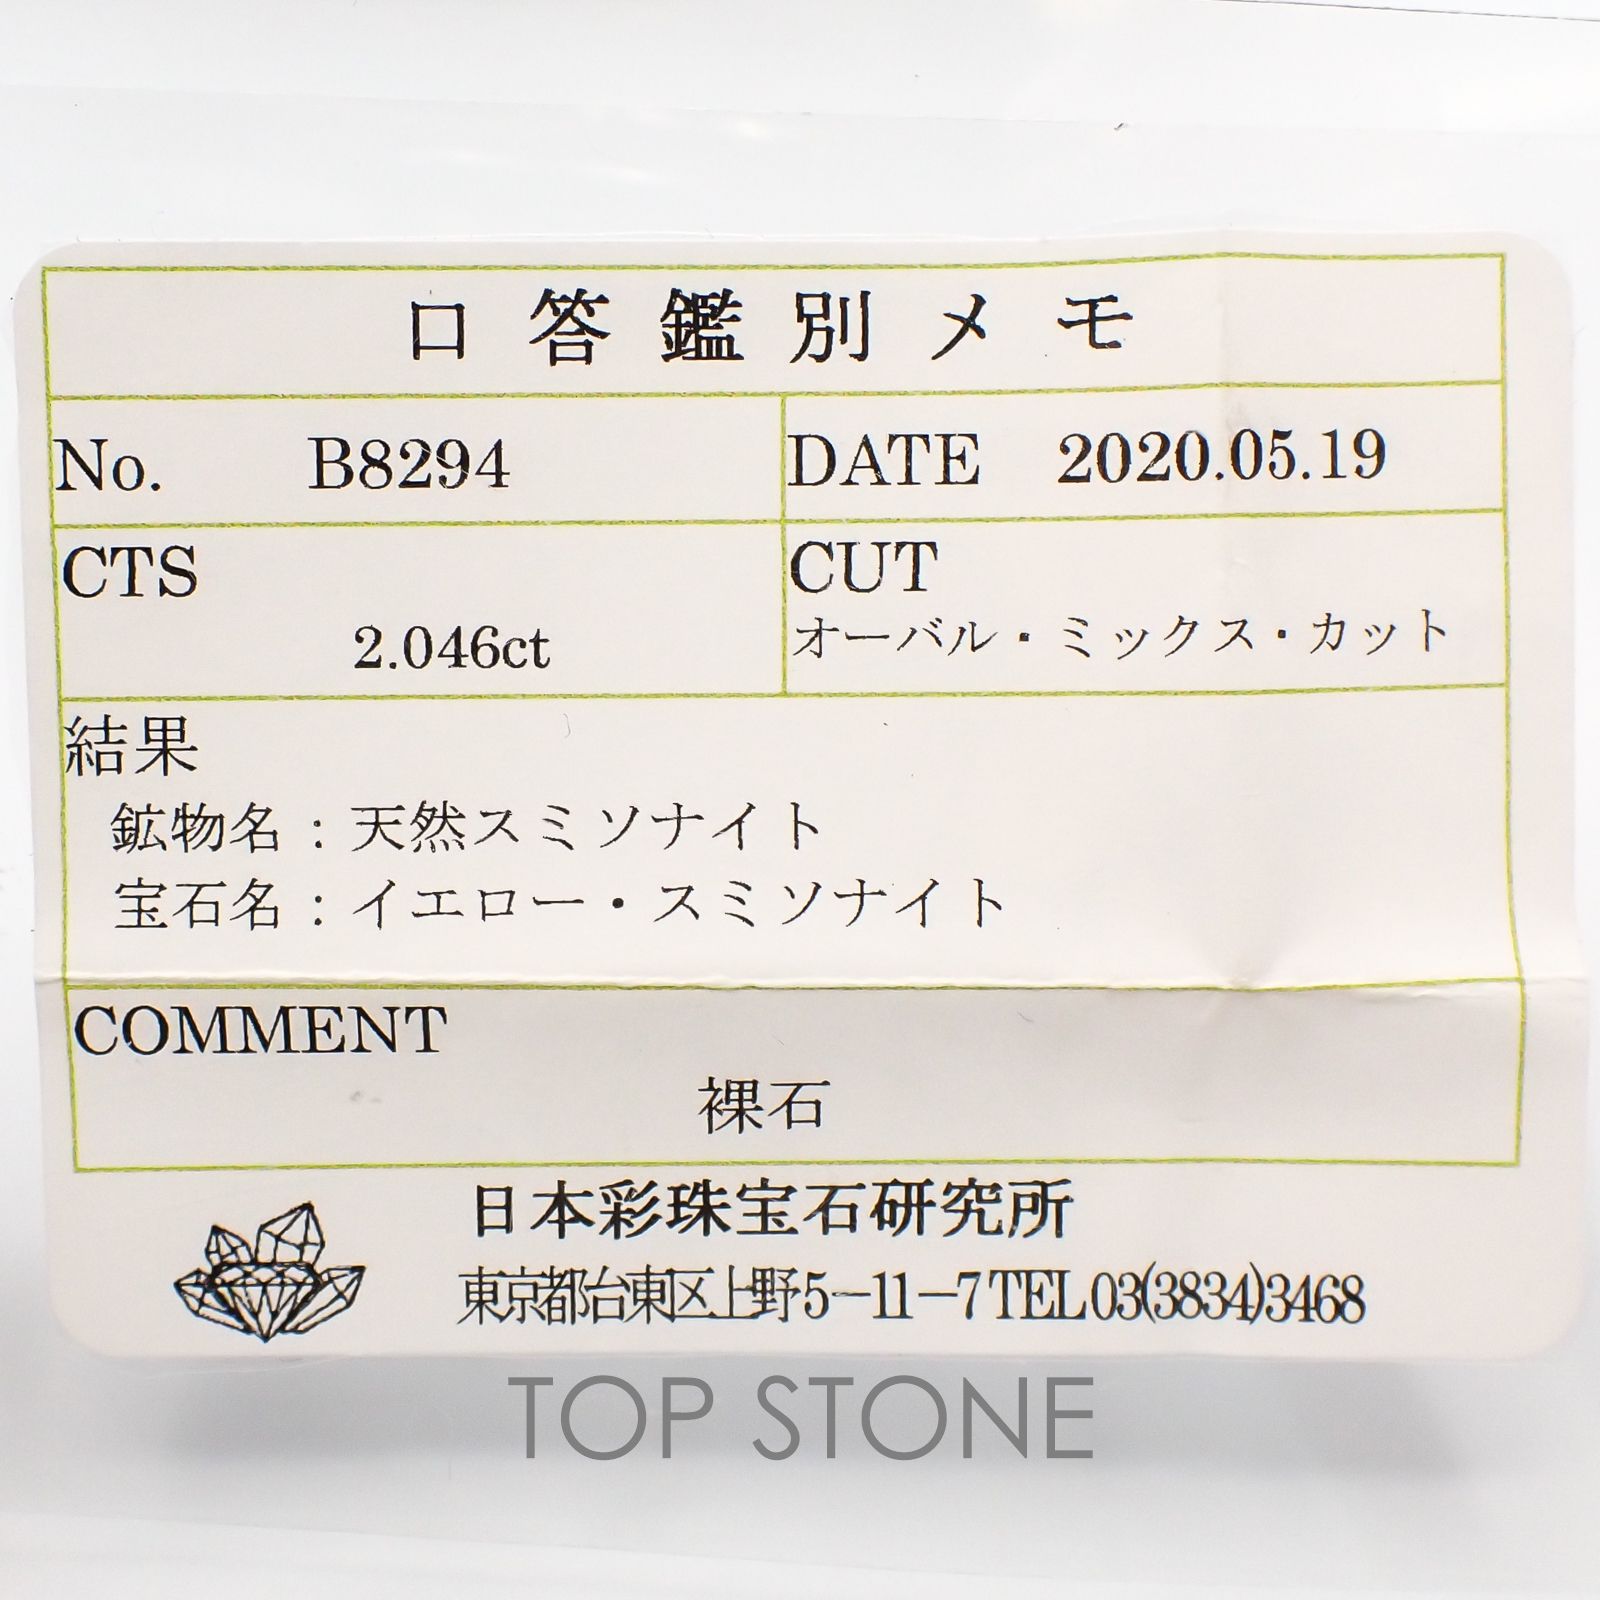 口答鑑別メモ
No. B8294 DATE 2020.05.19
CTS CUT
2.046ct オーバル・ミックス・カット
結果
鉱物名：天然スミソナイト
宝石名：イエロー・スミソナイト
COMMENT
裸石
日本彩珠宝石研究所
東京都台東区上野5－11－7 TEL 03(3834)3468
TOP STONE